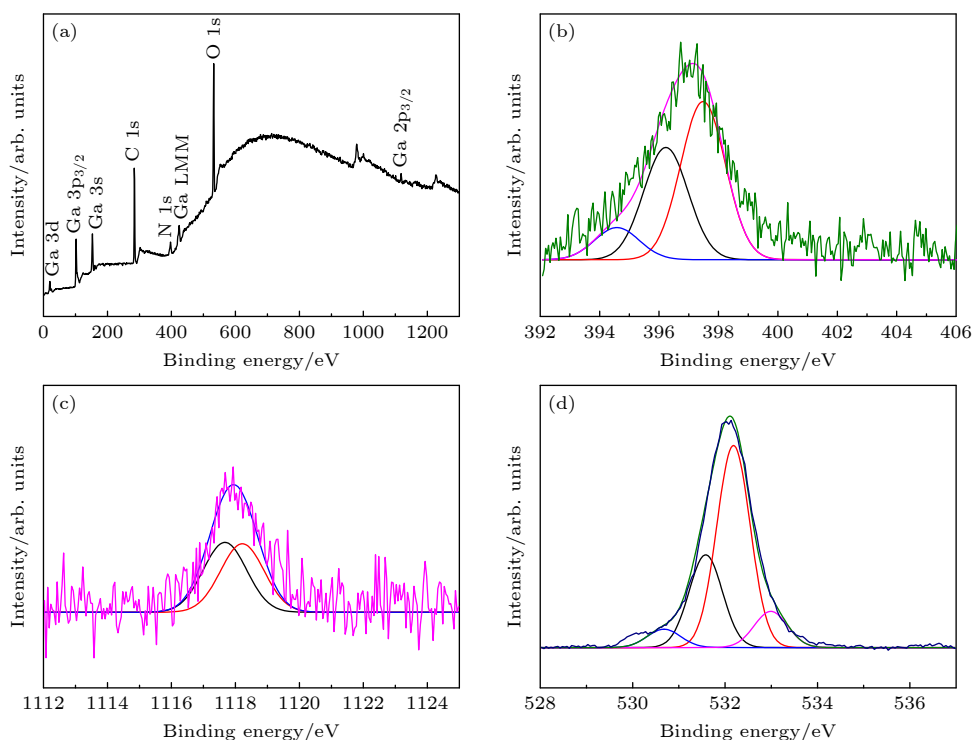 (a)
Intensity/arb. units
Ga 3d
Ga 3p3/2
Ga 3s
C 1s
N 1s
Ga LMM
O 1s
Ga 2p3/2
0 200 400 600 800 1000 1200
Binding energy/eV
(b)
Intensity/arb. units
392 394 396 398 400 402 404 406
Binding energy/eV
(c)
Intensity/arb. units
1112 1114 1116 1118 1120 1122 1124
Binding energy/eV
(d)
Intensity/arb. units
528 530 532 534 536
Binding energy/eV